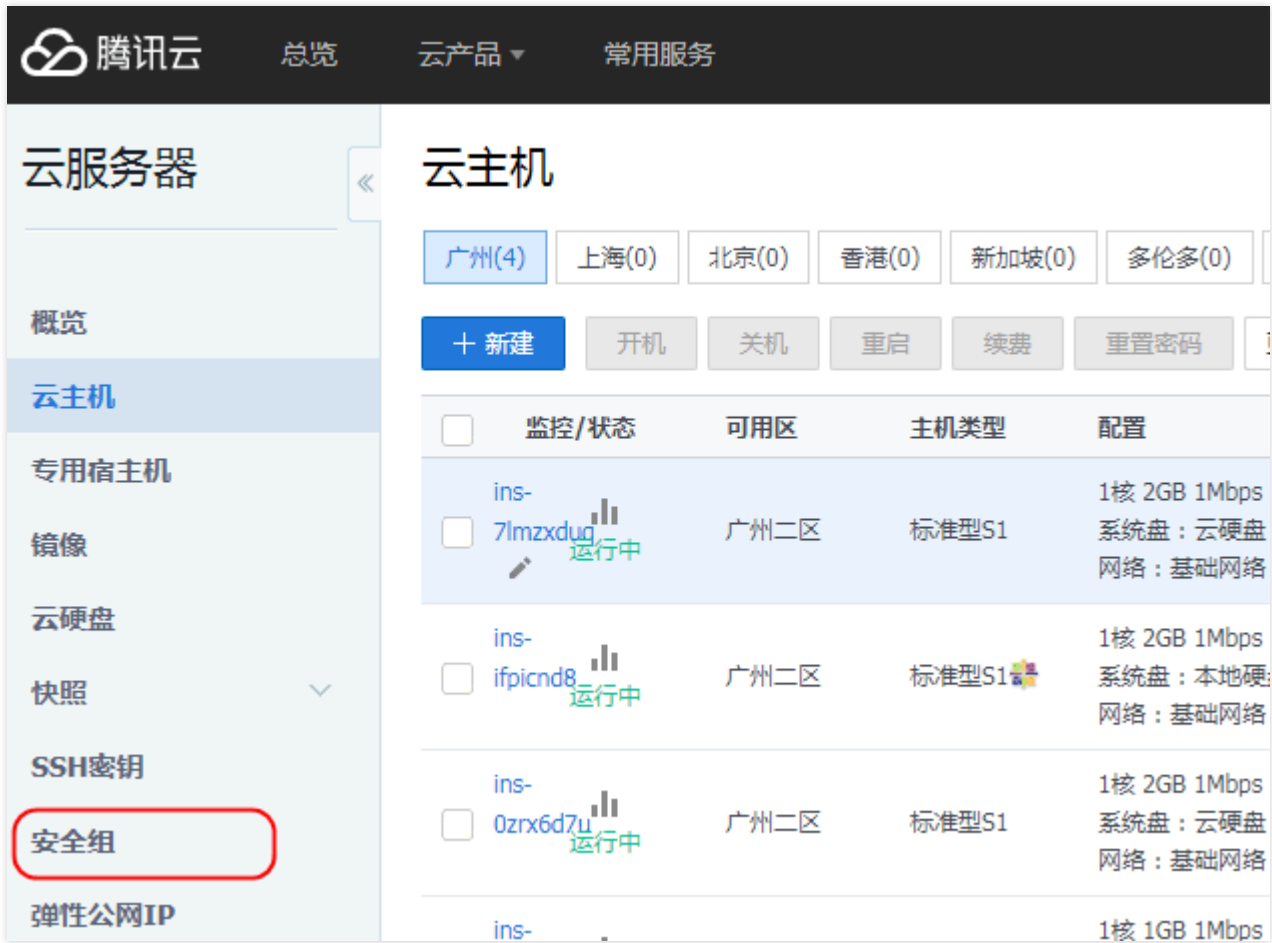 腾讯云 总览 云产品 常用服务
云服务器
«
概览
云主机
专用宿主机
镜像
云硬盘
快照
SSH密钥
安全组
弹性公网IP
云主机
广州(4) 上海(0) 北京(0) 香港(0) 新加坡(0) 多伦多(0)
+ 新建 开机 关机 重启 续费 重置密码
监控/状态 可用区 主机类型 配置
ins-
7lmzxduq
运行中
广州二区
标准型S1
1核 2GB 1Mbps
系统盘：云硬盘
网络：基础网络
ins-
ifpicnd8
运行中
广州二区
标准型S1
1核 2GB 1Mbps
系统盘：本地硬
网络：基础网络
ins-
0zrx6d7u
运行中
广州二区
标准型S1
1核 2GB 1Mbps
系统盘：云硬盘
网络：基础网络
ins-
1核 1GB 1Mbps